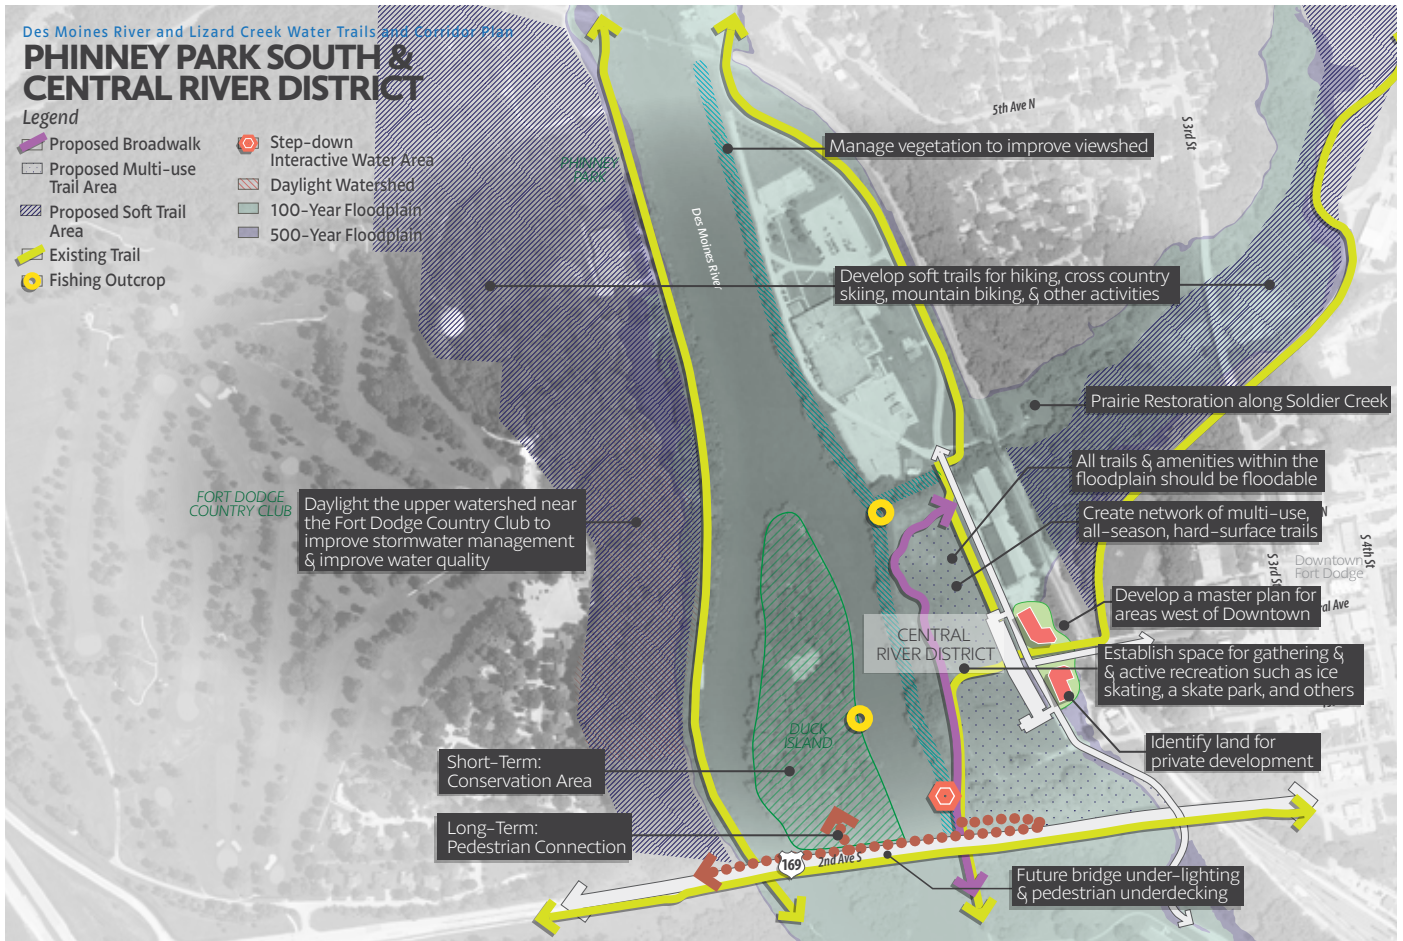 Des Moines River and Lizard Creek Water Trails and Corridor Plan
PHINNEY PARK SOUTH &
CENTRAL RIVER DISTRICT
Legend
Proposed Broadwalk
Proposed Multi-use
Trail Area
Proposed Soft Trail
Area
Existing Trail
Fishing Outcrop
Step-down
Interactive Water Area
Daylight Watershed
100-Year Floodplain
500-Year Floodplain
PHINNEY
PARK
Des Moines River
5th Ave N
S 3rd St
Manage vegetation to improve viewshed
Develop soft trails for hiking, cross country
skiing, mountain biking, & other activities
Prairie Restoration along Soldier Creek
All trails & amenities within the
floodplain should be floodable
Create network of multi-use,
all-season, hard-surface trails
N
S 3rd St
S 4th St
Downtown
Fort Dodge
ral Ave
FORT DODGE
COUNTRY CLUB
Daylight the upper watershed near
the Fort Dodge Country Club to
improve stormwater management
& improve water quality
Develop a master plan for
areas west of Downtown
CENTRAL
RIVER DISTRICT
Establish space for gathering &
& active recreation such as ice
skating, a skate park, and others
DUCK
ISLAND
Identify land for
private development
Short-Term:
Conservation Area
Long-Term:
Pedestrian Connection
169
2nd Ave S
Future bridge under-lighting
& pedestrian underdecking